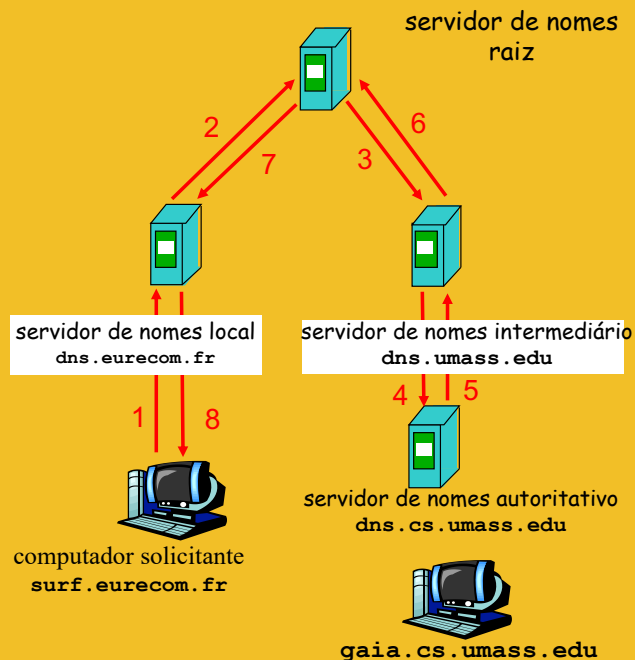 servidor de nomes
raiz
2
7
3
6
servidor de nomes local
dns.eurecom.fr
servidor de nomes intermediário
dns.umass.edu
1
8
4
5
servidor de nomes autoritativo
dns.cs.umass.edu
computador solicitante
surf.eurecom.fr
gaia.cs.umass.edu